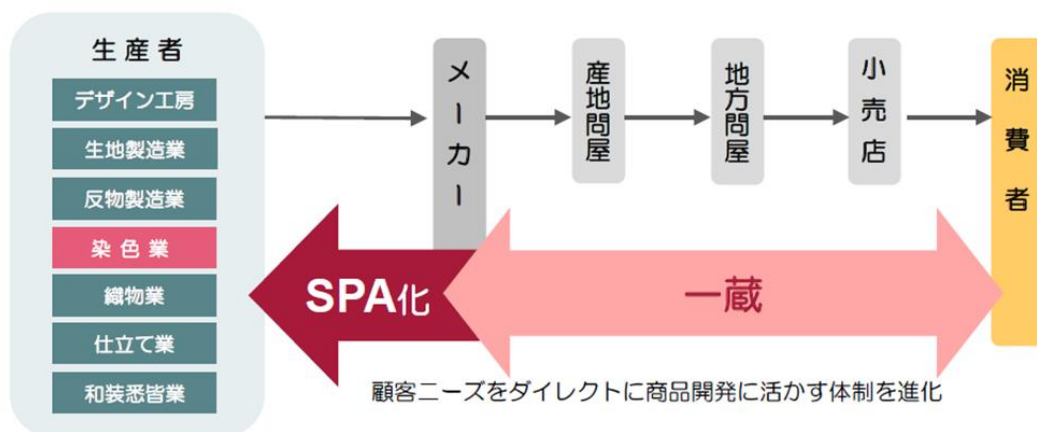 生産者
デザイン工房
生地製造業
反物製造業
染色業
織物業
仕立て業
和装悉皆業
メーカー
産地問屋
地方問屋
小売店
消費者
SPA化
一蔵
顧客ニーズをダイレクトに商品開発に活かす体制を進化